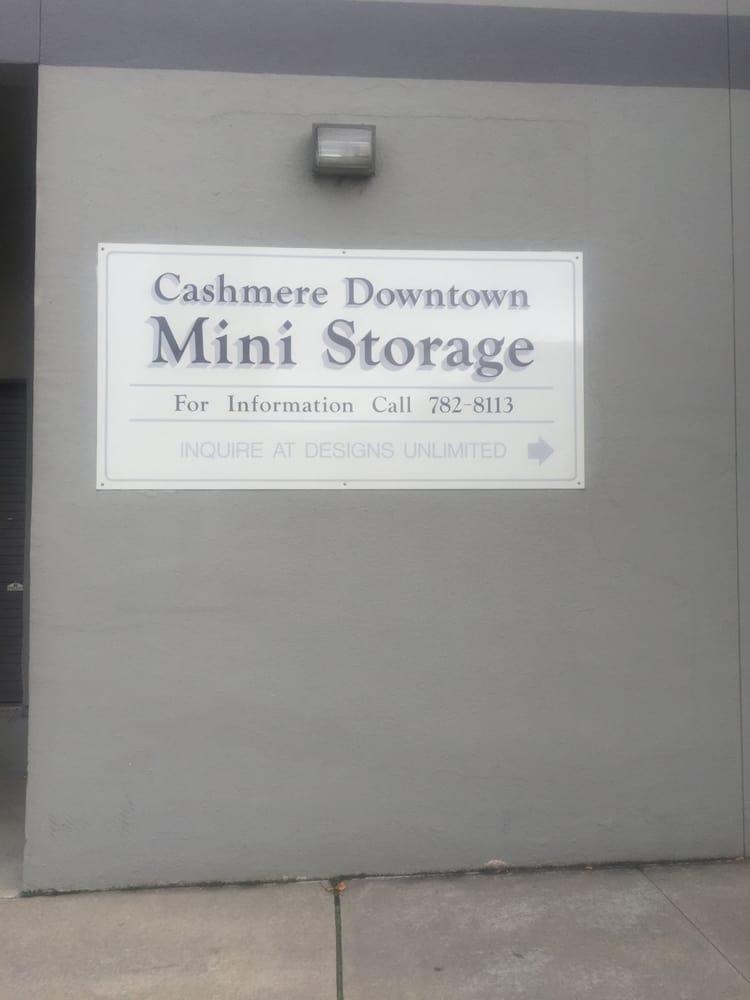 Cashmere Downtown
Mini Storage
For Information Call 782-8113
INQUIRE AT DESIGNS UNLIMITED